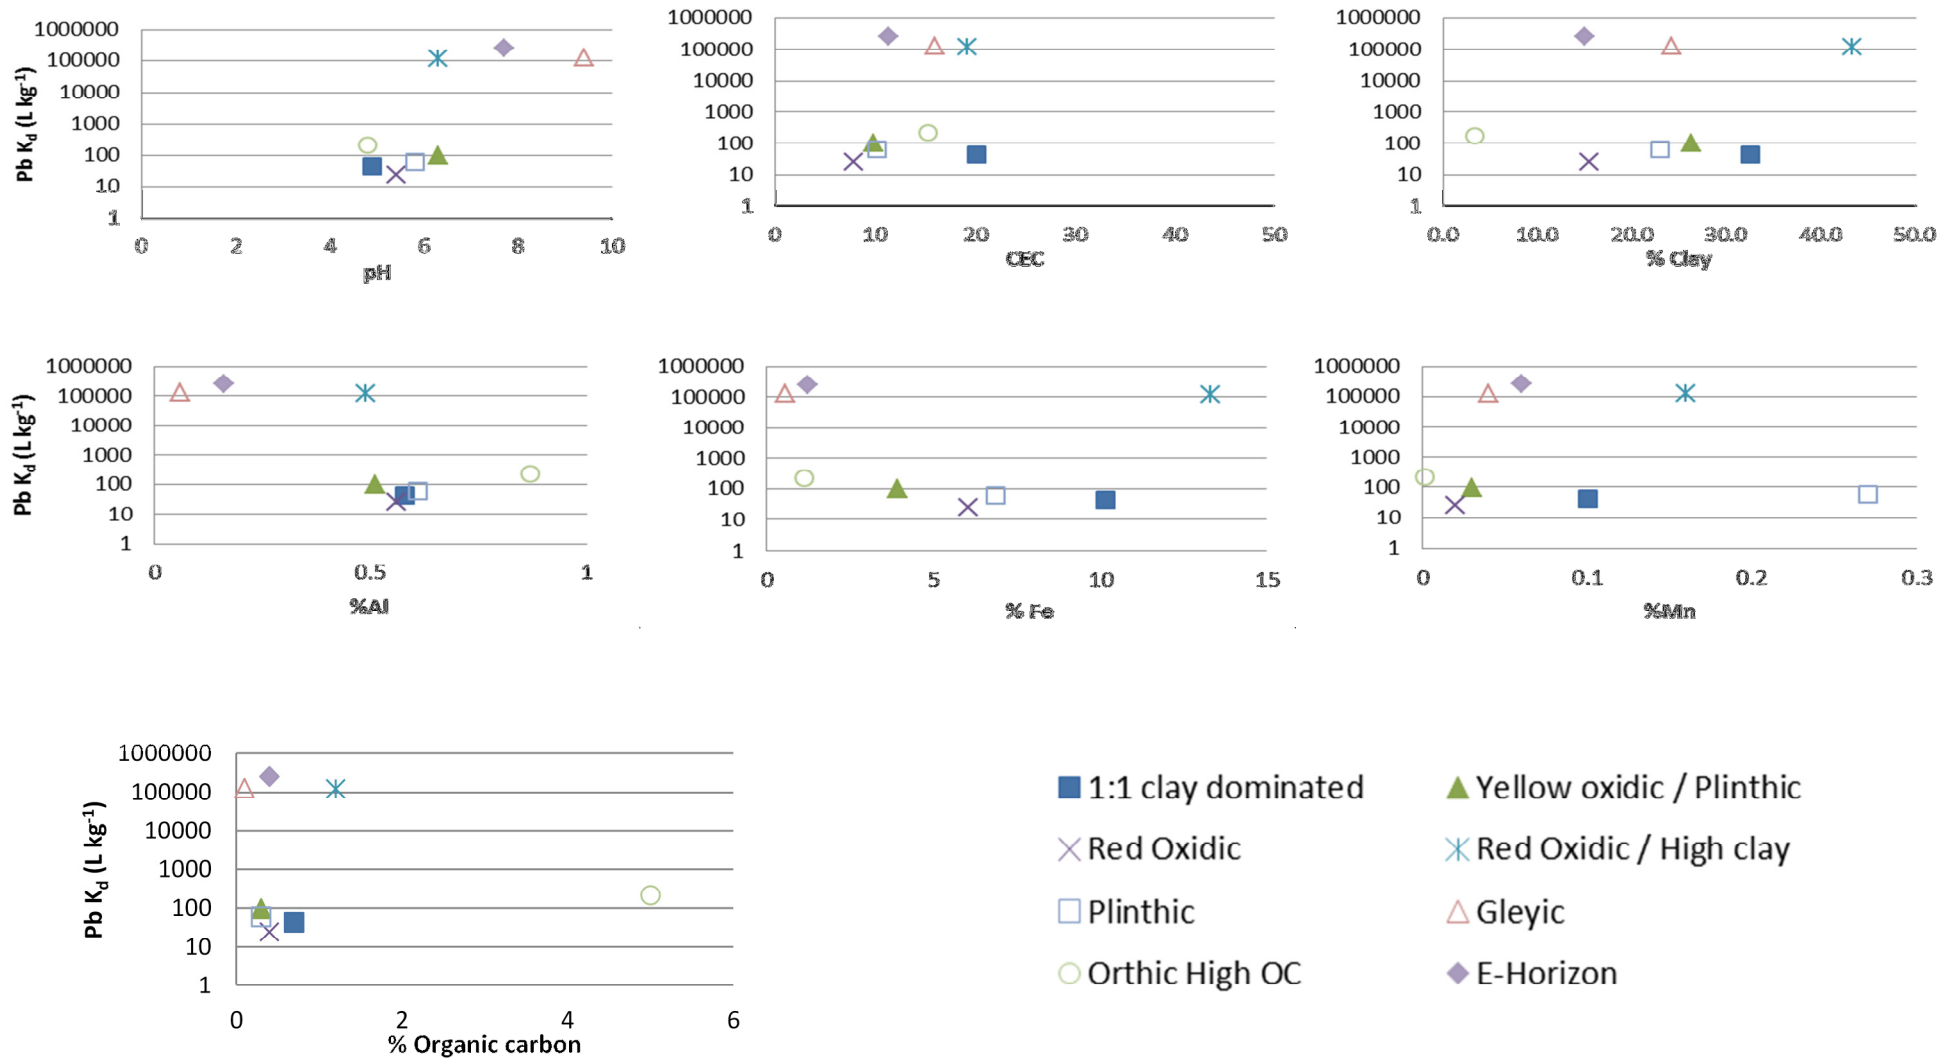 1000000
100000
10000
1000
100
10
1
Pb Kd (L kg-1)
0 2 4 6 8 10
pH
1000000
100000
10000
1000
100
10
1
0 10 20 30 40 50
CEC
1000000
100000
10000
1000
100
10
1
0.0 10.0 20.0 30.0 40.0 50.0
% Clay
1000000
100000
10000
1000
100
10
1
Pb Kd (L kg-1)
0 0.5 1
%Al
1000000
100000
10000
1000
100
10
1
0 5 10 15
% Fe
1000000
100000
10000
1000
100
10
1
0 0.1 0.2 0.3
%Mn
1000000
100000
10000
1000
100
10
1
Pb Kd (L kg-1)
0 2 4 6
% Organic carbon
1:1 clay dominated
Yellow oxidic / Plinthic
Red Oxidic
Red Oxidic / High clay
Plinthic
Gleyic
Orthic High OC
E-Horizon